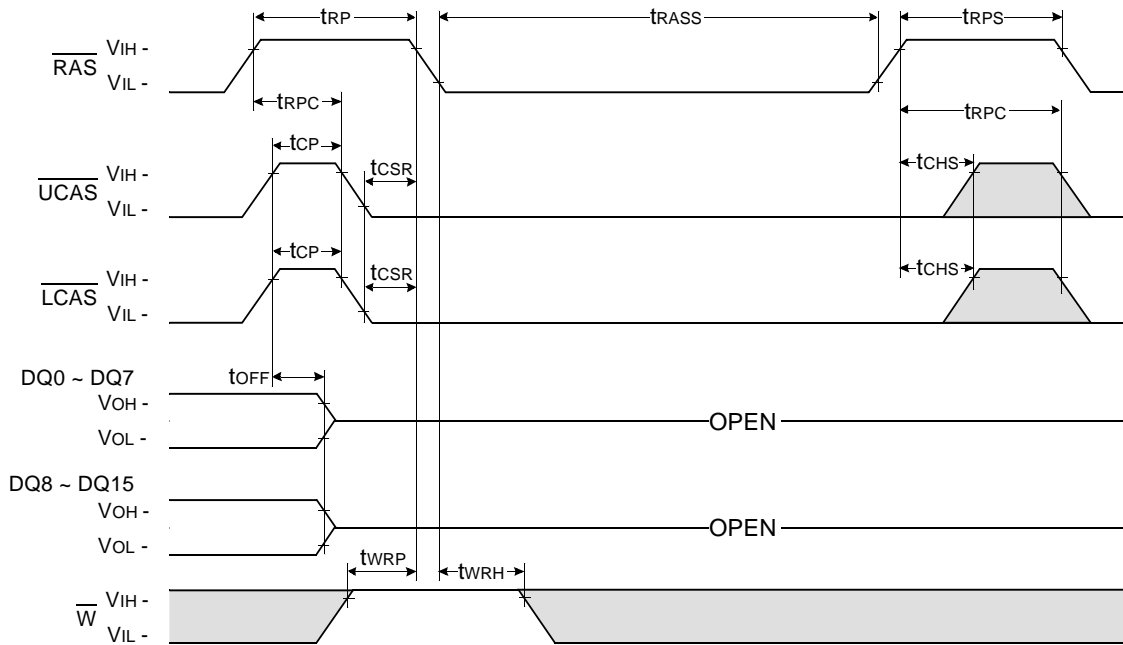 tRP tRASS tRPS
RAS VIH -
VIL -
tRPC tRPC
tCP tCSR tCHS
UCAS VIH -
VIL -
tCP tCSR tCHS
LCAS VIH -
VIL -
DQ0 ~ DQ7 tOFF
VOH -
VOL - OPEN
DQ8 ~ DQ15
VOH -
VOL - OPEN
tWRP tWRH
W VIH -
VIL -